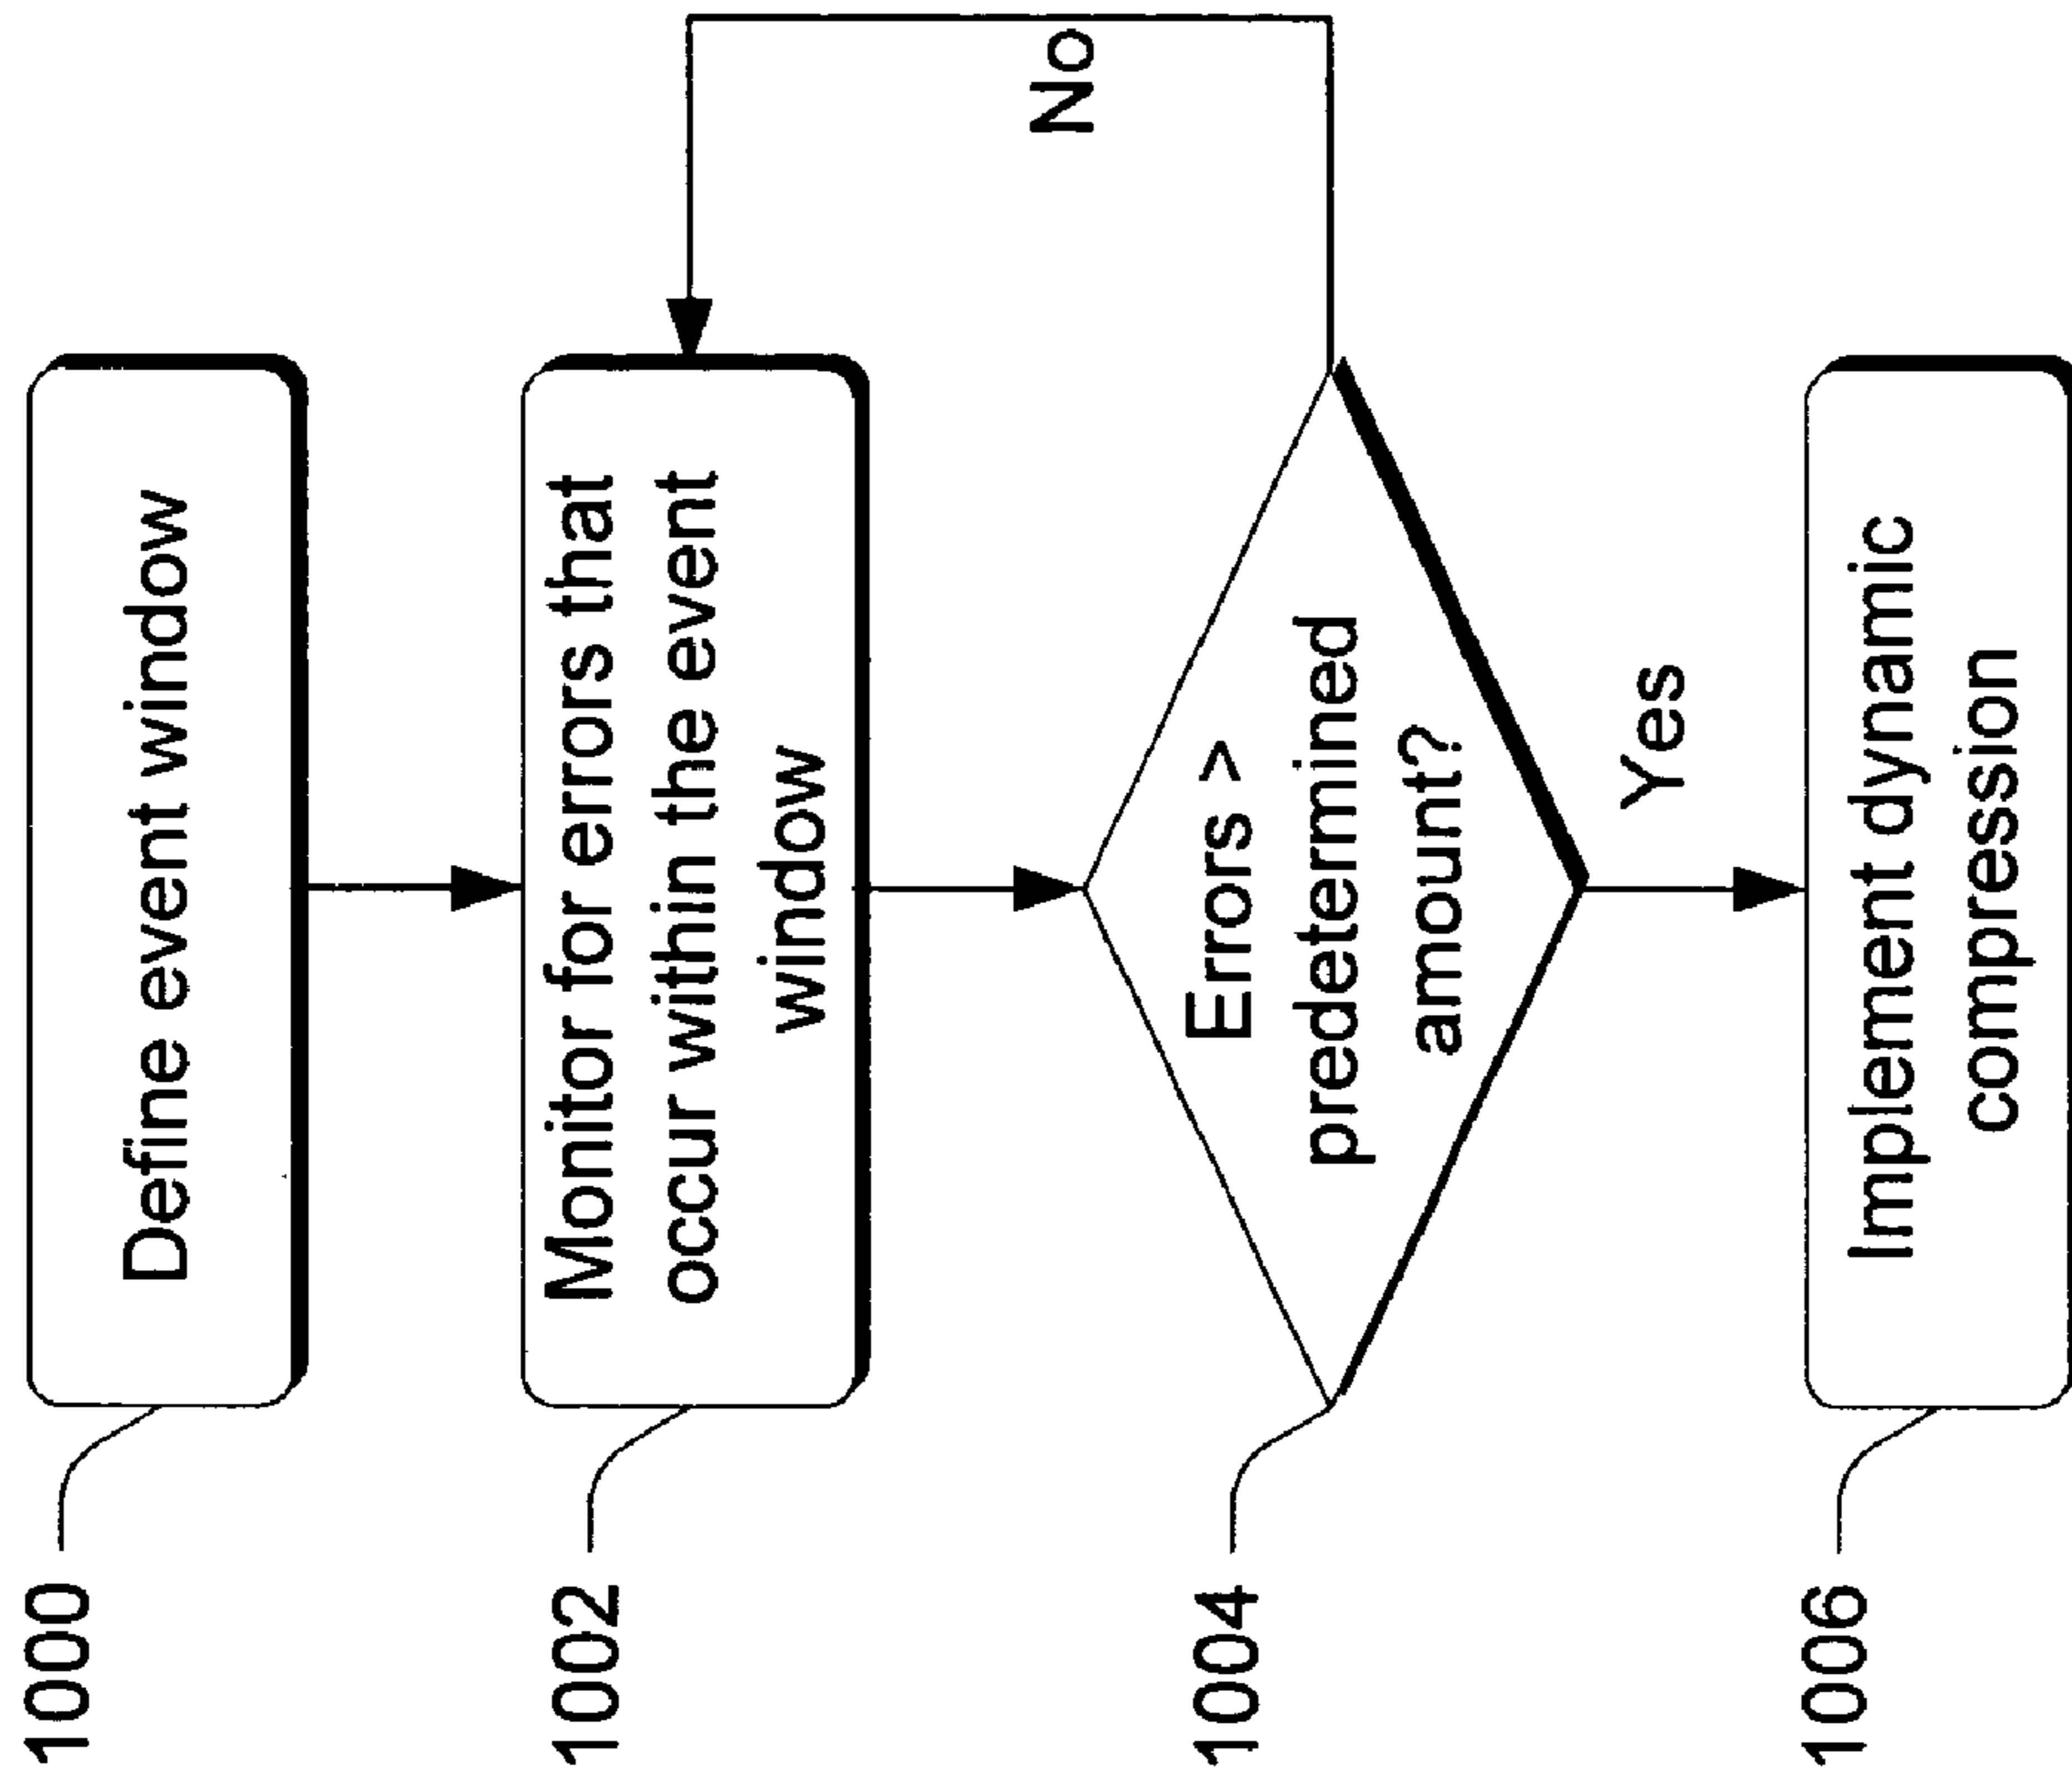 1000
Define event window
1002
Monitor for errors that
occur within the event
window
1004
Errors >
predetermined
amount?
No
Yes
1006
Implement dynamic
compression